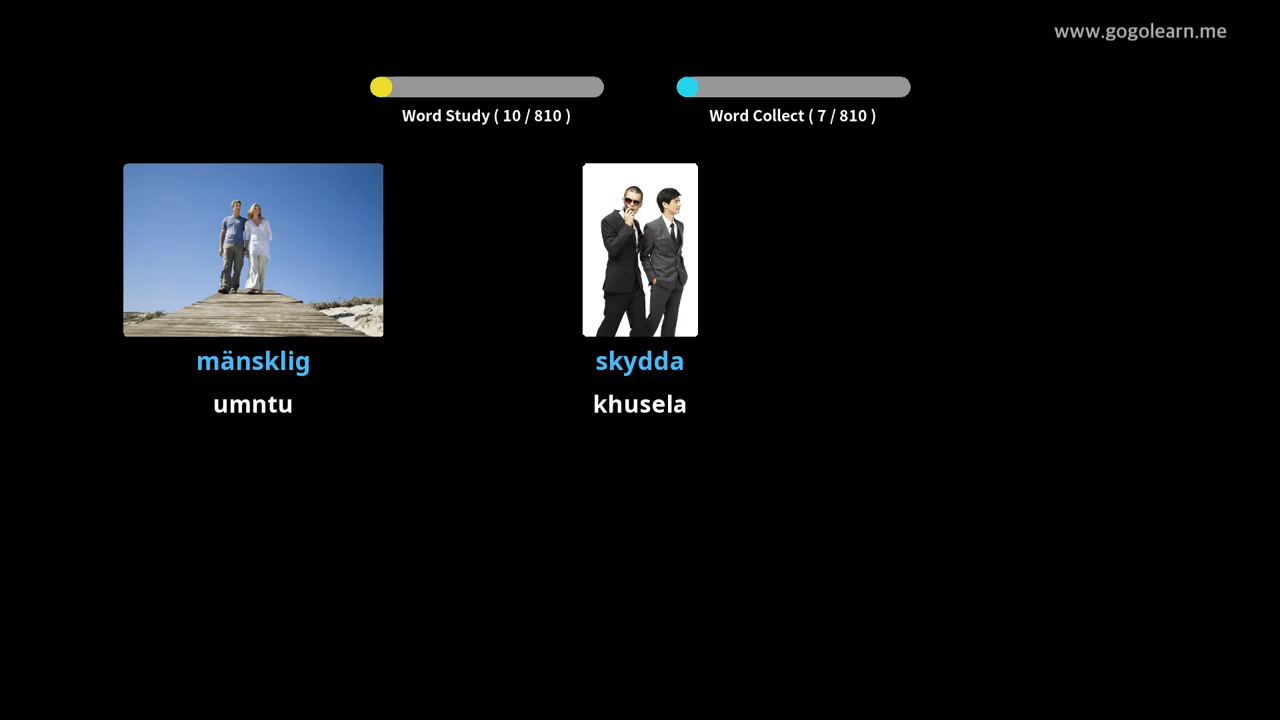 www.gogolearn.me
Word Study ( 10 / 810 )
Word Collect ( 7 / 810 )
mänsklig
umntu
skydda
khusela